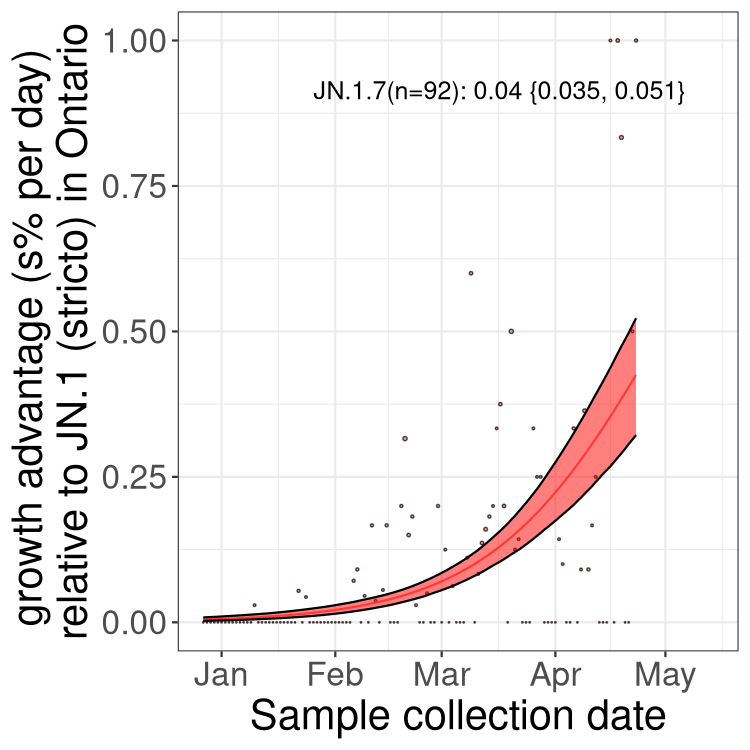 growth advantage (s% per day)
relative to JN.1 (stricto) in Ontario
1.00
0.75
0.50
0.25
0.00
JN.1.7(n=92): 0.04 {0.035, 0.051}
Jan Feb Mar Apr May
Sample collection date